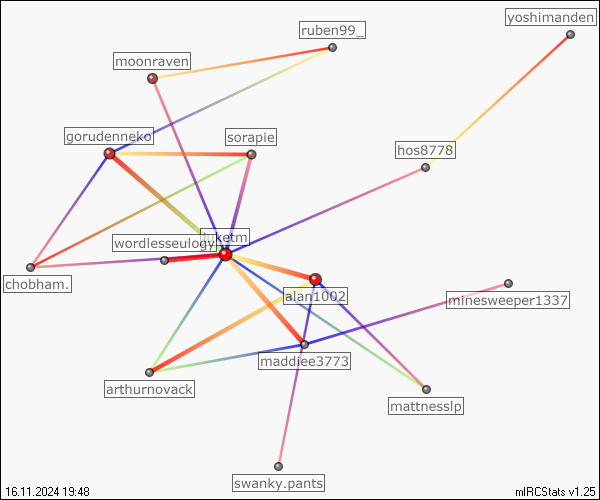 yoshimanden
ruben99_
moonraven
gorudenneko
sorapie
hos8778
juketm
wordlesseulogy
chobham.
alan1002
minesweeper1337
maddiee3773
arthurnovack
mattnesslp
swanky.pants
16.11.2024 19:48
mIRCStats v1.25